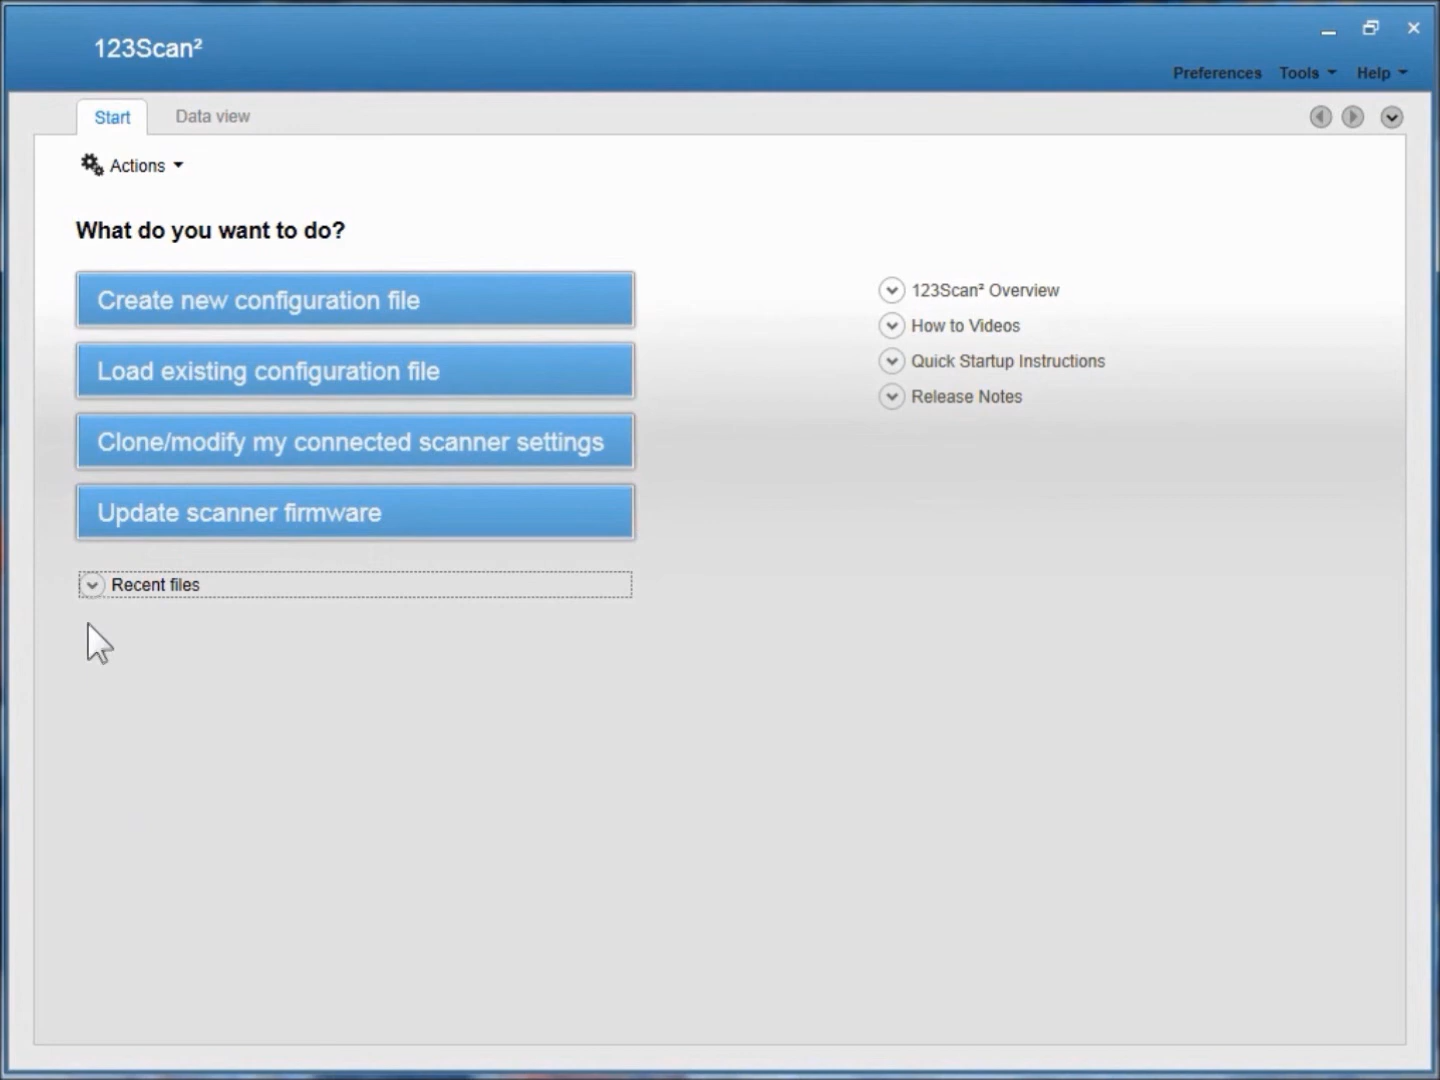 123Scan²
Preferences Tools Help
Start Data view
Actions
What do you want to do?
Create new configuration file
Load existing configuration file
Clone/modify my connected scanner settings
Update scanner firmware
Recent files
123Scan² Overview
How to Videos
Quick Startup Instructions
Release Notes